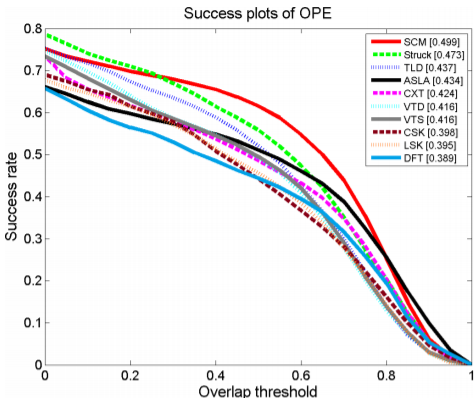 Success plots of OPE
Success rate
0.8
0.7
0.6
0.5
0.4
0.3
0.2
0.1
0
0
0.2
0.4
0.6
0.8
1
Overlap threshold
SCM [0.499]
Struck [0.473]
TLD [0.437]
ASLA [0.434]
CXT [0.424]
VTD [0.416]
VTS [0.416]
CSK [0.398]
LSK [0.395]
DFT [0.389]